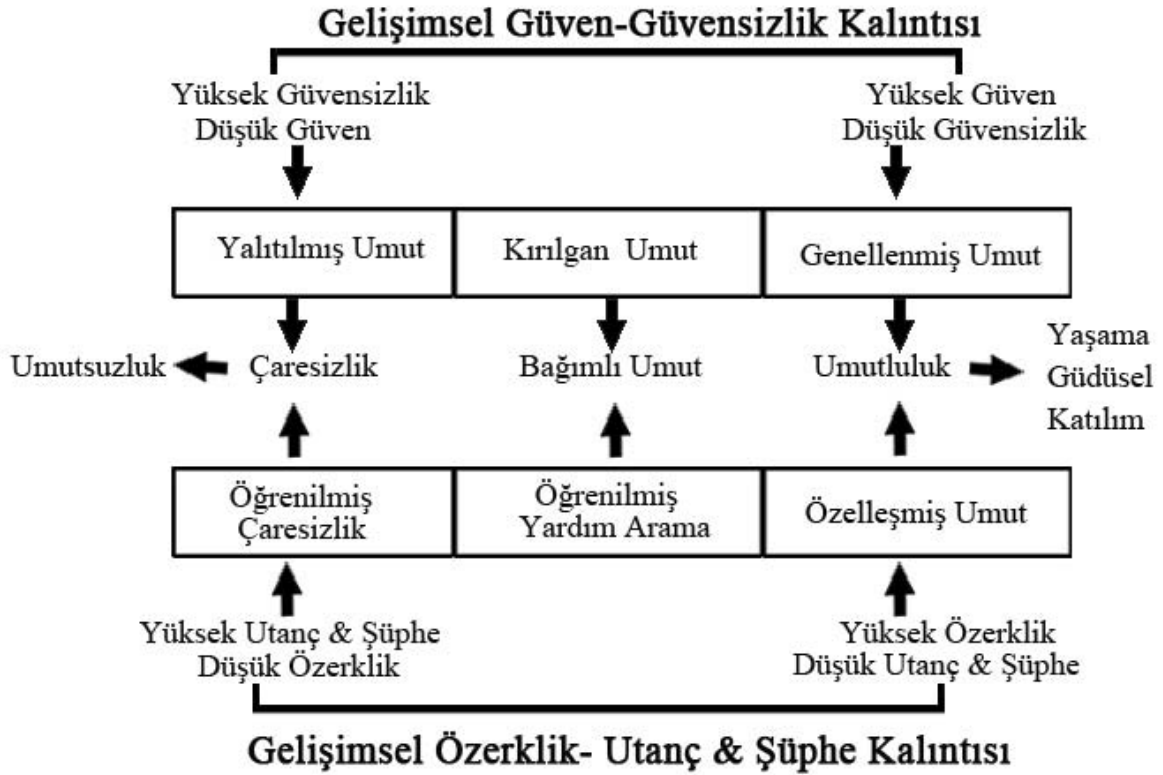 Gelişimsel Güven-Güvensizlik Kalıntısı
Yüksek Güvensizlik
Düşük Güven
Yüksek Güven
Düşük Güvensizlik
Yalıtılmış Umut
Kırılgan Umut
Genellenmiş Umut
Umutsuzluk
Çaresizlik
Bağımlı Umut
Umutluluk
Yaşama
Güdüsel
Katılım
Öğrenilmiş
Çaresizlik
Öğrenilmiş
Yardım Arama
Özelleşmiş Umut
Yüksek Utanç & Şüphe
Düşük Özerklik
Yüksek Özerklik
Düşük Utanç & Şüphe
Gelişimsel Özerklik- Utanç & Şüphe Kalıntısı